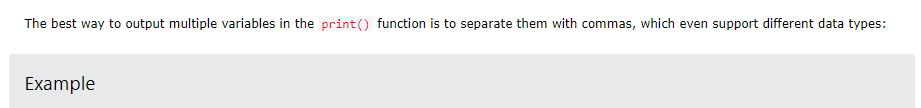 The best way to output multiple variables in the print() function is to separate them with commas, which even support different data types:
Example